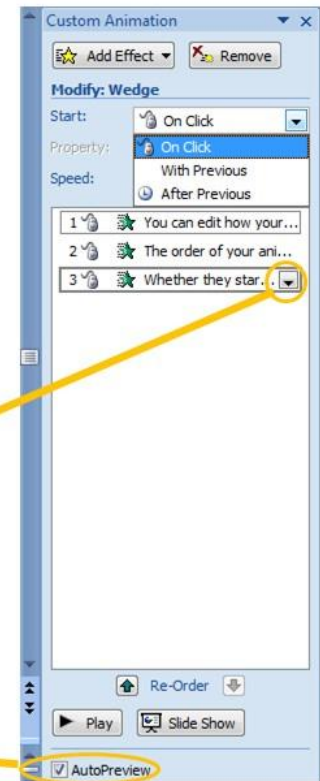 Custom Animation
Add Effect Remove
Modify: Wedge
Start: On Click
Property: On Click
With Previous
Speed:
After Previous
1 You can edit how your...
2 The order of your ani...
3 Whether they star...
Re-Order
Play Slide Show
AutoPreview